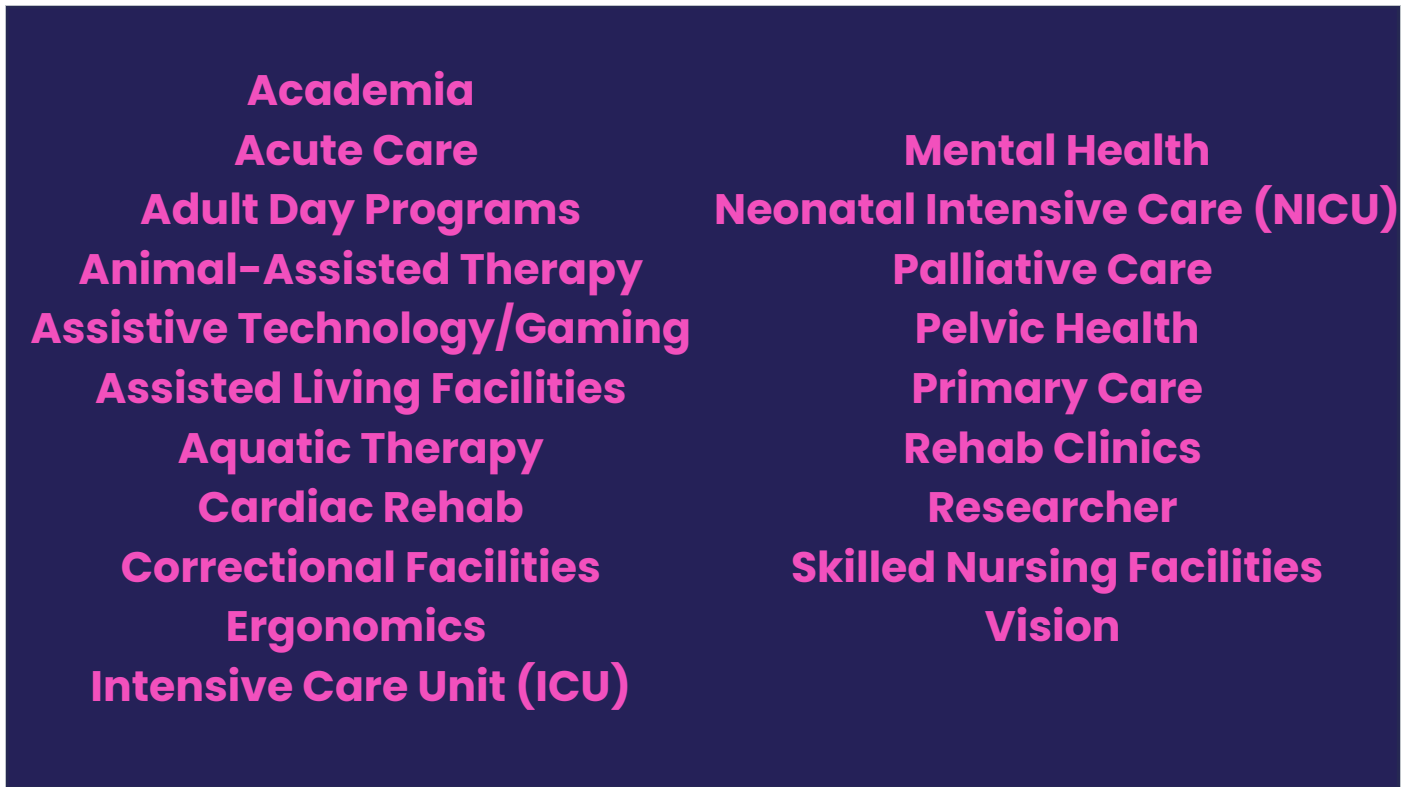 Academia
Acute Care
Adult Day Programs
Animal-Assisted Therapy
Assistive Technology/Gaming
Assisted Living Facilities
Aquatic Therapy
Cardiac Rehab
Correctional Facilities
Ergonomics
Intensive Care Unit (ICU)
Mental Health
Neonatal Intensive Care (NICU)
Palliative Care
Pelvic Health
Primary Care
Rehab Clinics
Researcher
Skilled Nursing Facilities
Vision